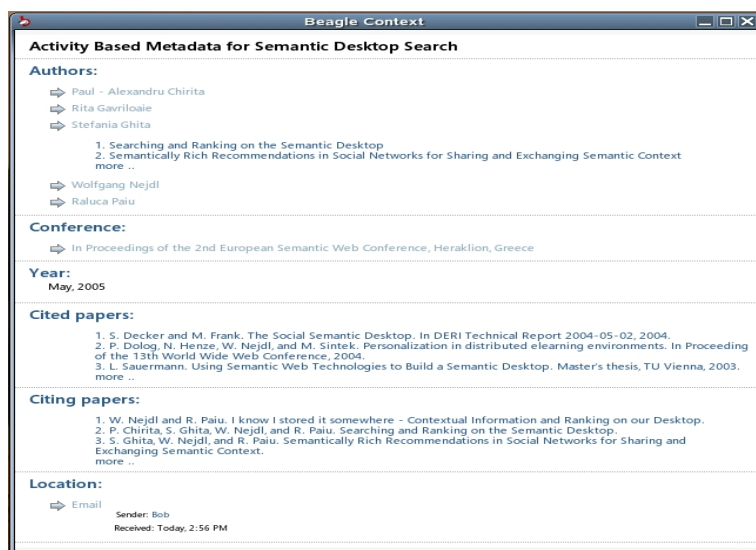 Beagle Context
Activity Based Metadata for Semantic Desktop Search
Authors:
Paul - Alexandru Chirita
Rita Gavriloaie
Stefania Ghita
1. Searching and Ranking on the Semantic Desktop
2. Semantically Rich Recommendations in Social Networks for Sharing and Exchanging Semantic Context
more ..
Wolfgang Nejdl
Raluca Paiu
Conference:
In Proceedings of the 2nd European Semantic Web Conference, Heraklion, Greece
Year:
May, 2005
Cited papers:
1. S. Decker and M. Frank. The Social Semantic Desktop. In DERI Technical Report 2004-05-02, 2004.
2. P. Dolog, N. Henze, W. Nejdl, and M. Sintek. Personalization in distributed elearning environments. In Proceeding
of the 13th World Wide Web Conference, 2004.
3. L. Sauermann. Using Semantic Web Technologies to Build a Semantic Desktop. Master's thesis, TU Vienna, 2003.
more ..
Citing papers:
1. W. Nejdl and R. Paiu. I know I stored it somewhere - Contextual Information and Ranking on our Desktop.
2. P. Chirita, S. Ghita, W. Nejdl, and R. Paiu. Searching and Ranking on the Semantic Desktop.
3. S. Ghita, W. Nejdl, and R. Paiu. Semantically Rich Recommendations in Social Networks for Sharing and
Exchanging Semantic Context.
more ..
Location:
Email
Sender: Bob
Received: Today, 2:56 PM